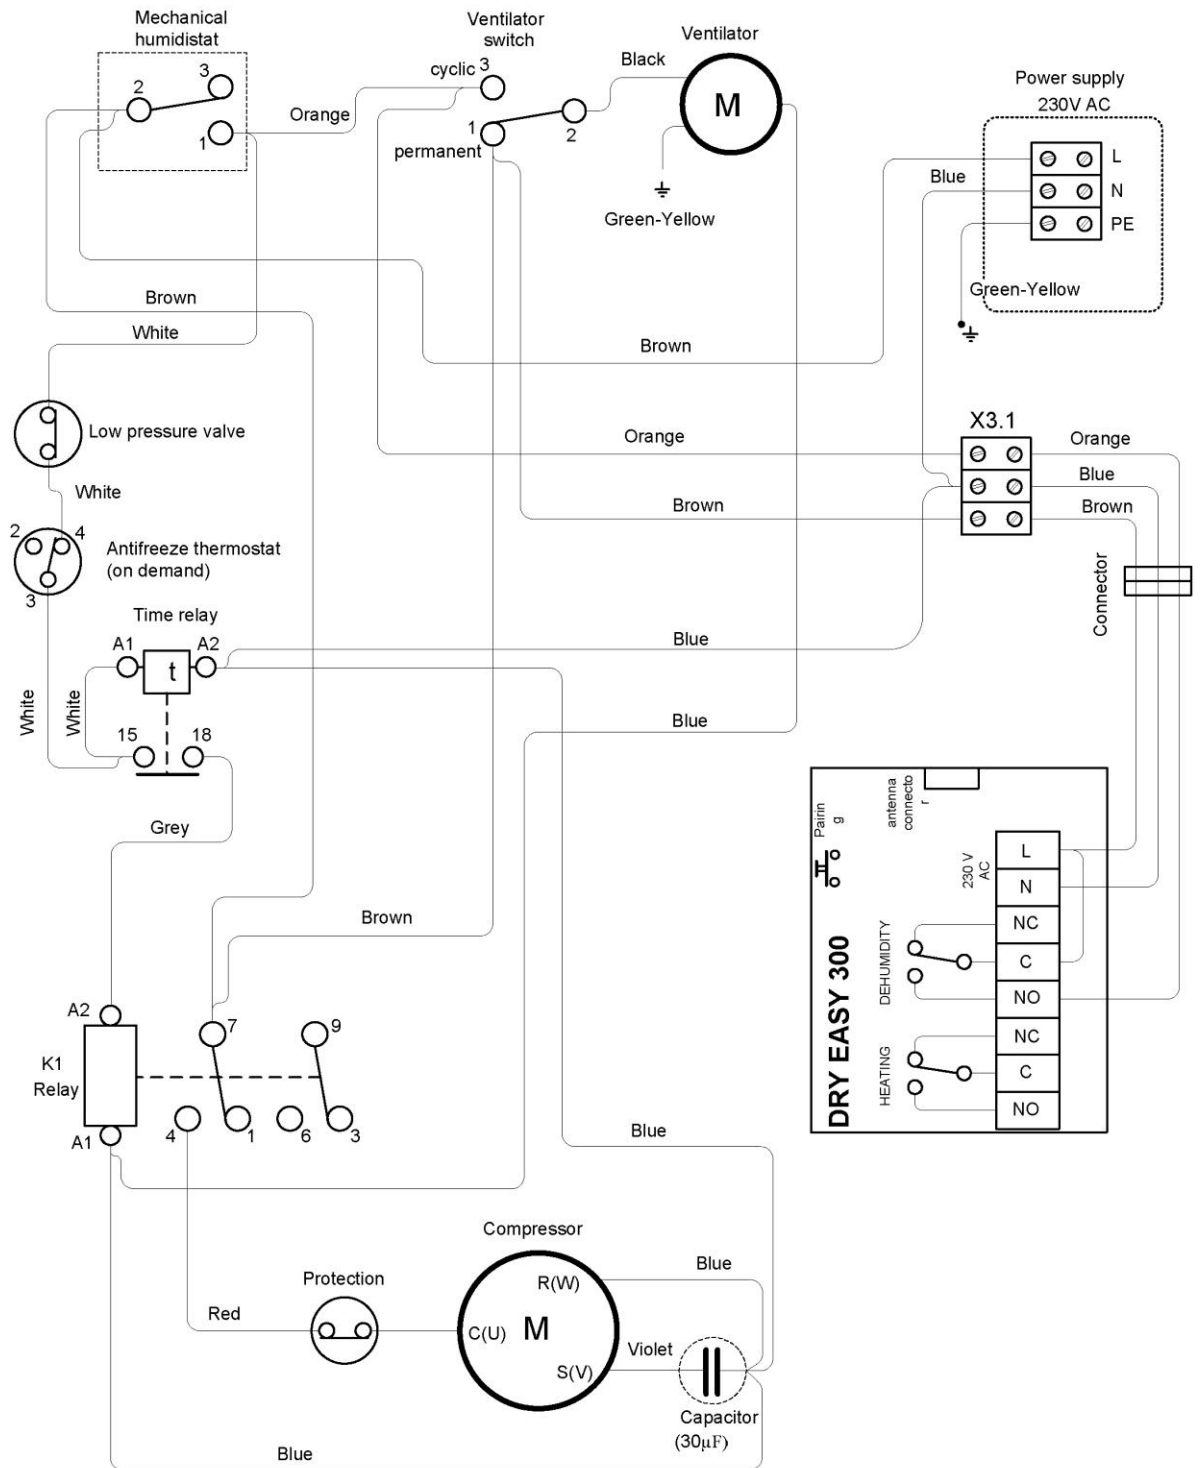 Mechanical
humidistat
2
3
1
Orange
Ventilator
switch
cyclic 3
1
permanent
2
Black
Ventilator
M
Green-Yellow
Power supply
230V AC
L
N
PE
Blue
Green-Yellow
Brown
White
Brown
Low pressure valve
White
Orange
X3.1
Orange
Blue
Brown
Brown
2
4
3
Antifreeze thermostat
(on demand)
Connector
Time relay
A1
A2
t
Blue
White
White
15
18
Blue
Grey
Brown
Pairin
g
antenna
connecto
r
230 V
AC
L
N
NC
C
NO
NC
C
NO
DEHUMIDITY
HEATING
DRY EASY 300
A2
K1
Relay
A1
7
9
4
1
6
3
Blue
Compressor
Protection
Red
R(W)
C(U)
M
S(V)
Blue
Violet
Capacitor
(30µF)
Blue